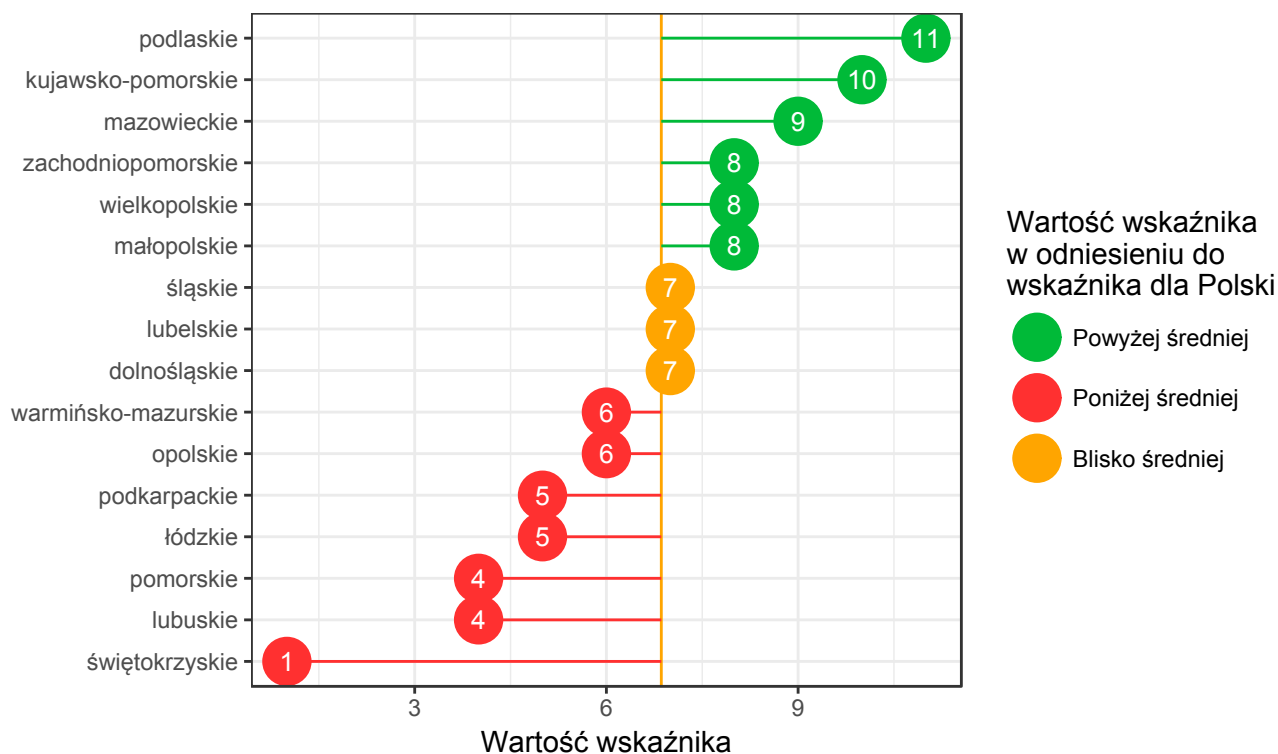 podlaskie
11
kujawsko-pomorskie
10
mazowieckie
9
zachodniopomorskie
8
wielkopolskie
8
małopolskie
8
śląskie
7
lubelskie
7
dolnośląskie
7
warmińsko-mazurskie
6
opolskie
6
podkarpackie
5
łódzkie
5
pomorskie
4
lubuskie
4
świętokrzyskie
1
3
6
9
Wartość wskaźnika
Wartość wskaźnika
w odniesieniu do
wskaźnika dla Polski
Powyżej średniej
Poniżej średniej
Blisko średniej